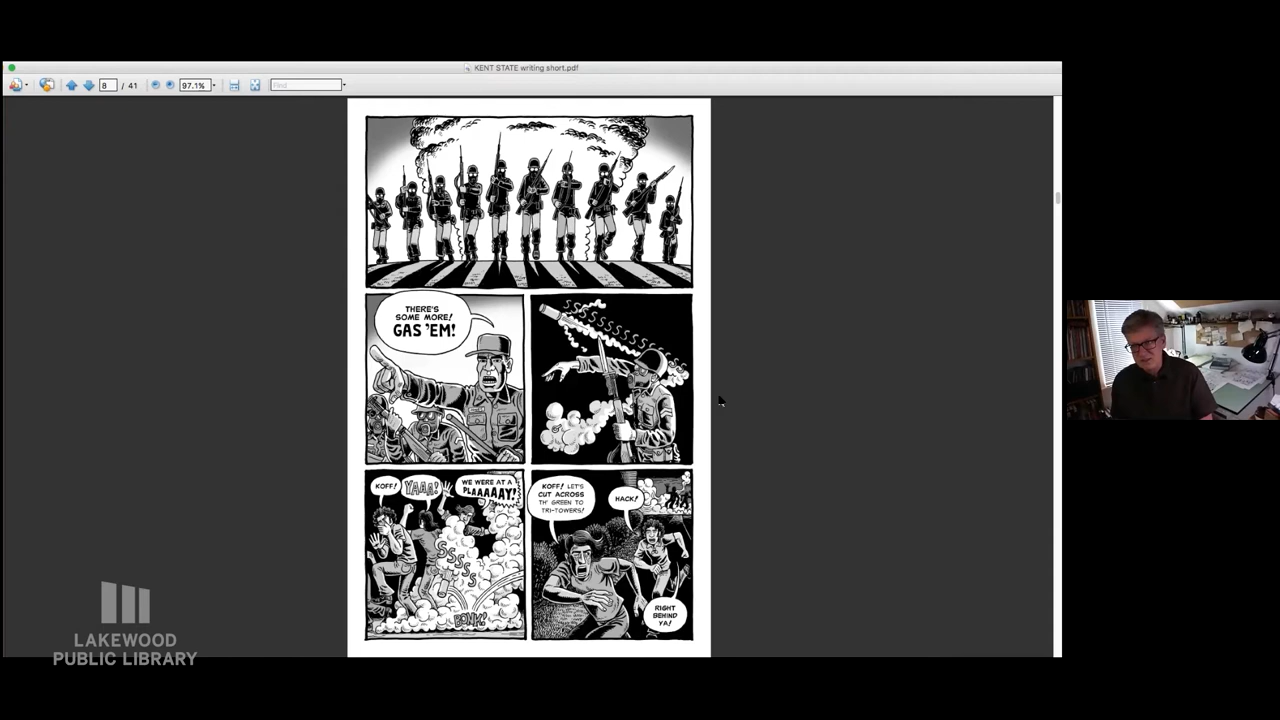 KENT STATE writing short.pdf
8 / 41
97.1%
Find
THERE'S
SOME MORE!
GAS 'EM!
SSSSSSSSSSSS
KOFF!
YAAA!
WE WERE AT A
PLAAAAAY!
SSSSS
BONK!
KOFF! LET'S
CUT ACROSS
TH' GREEN TO
TRI-TOWERS!
HACK!
RIGHT
BEHIND
YA!
LAKEWOOD
PUBLIC LIBRARY